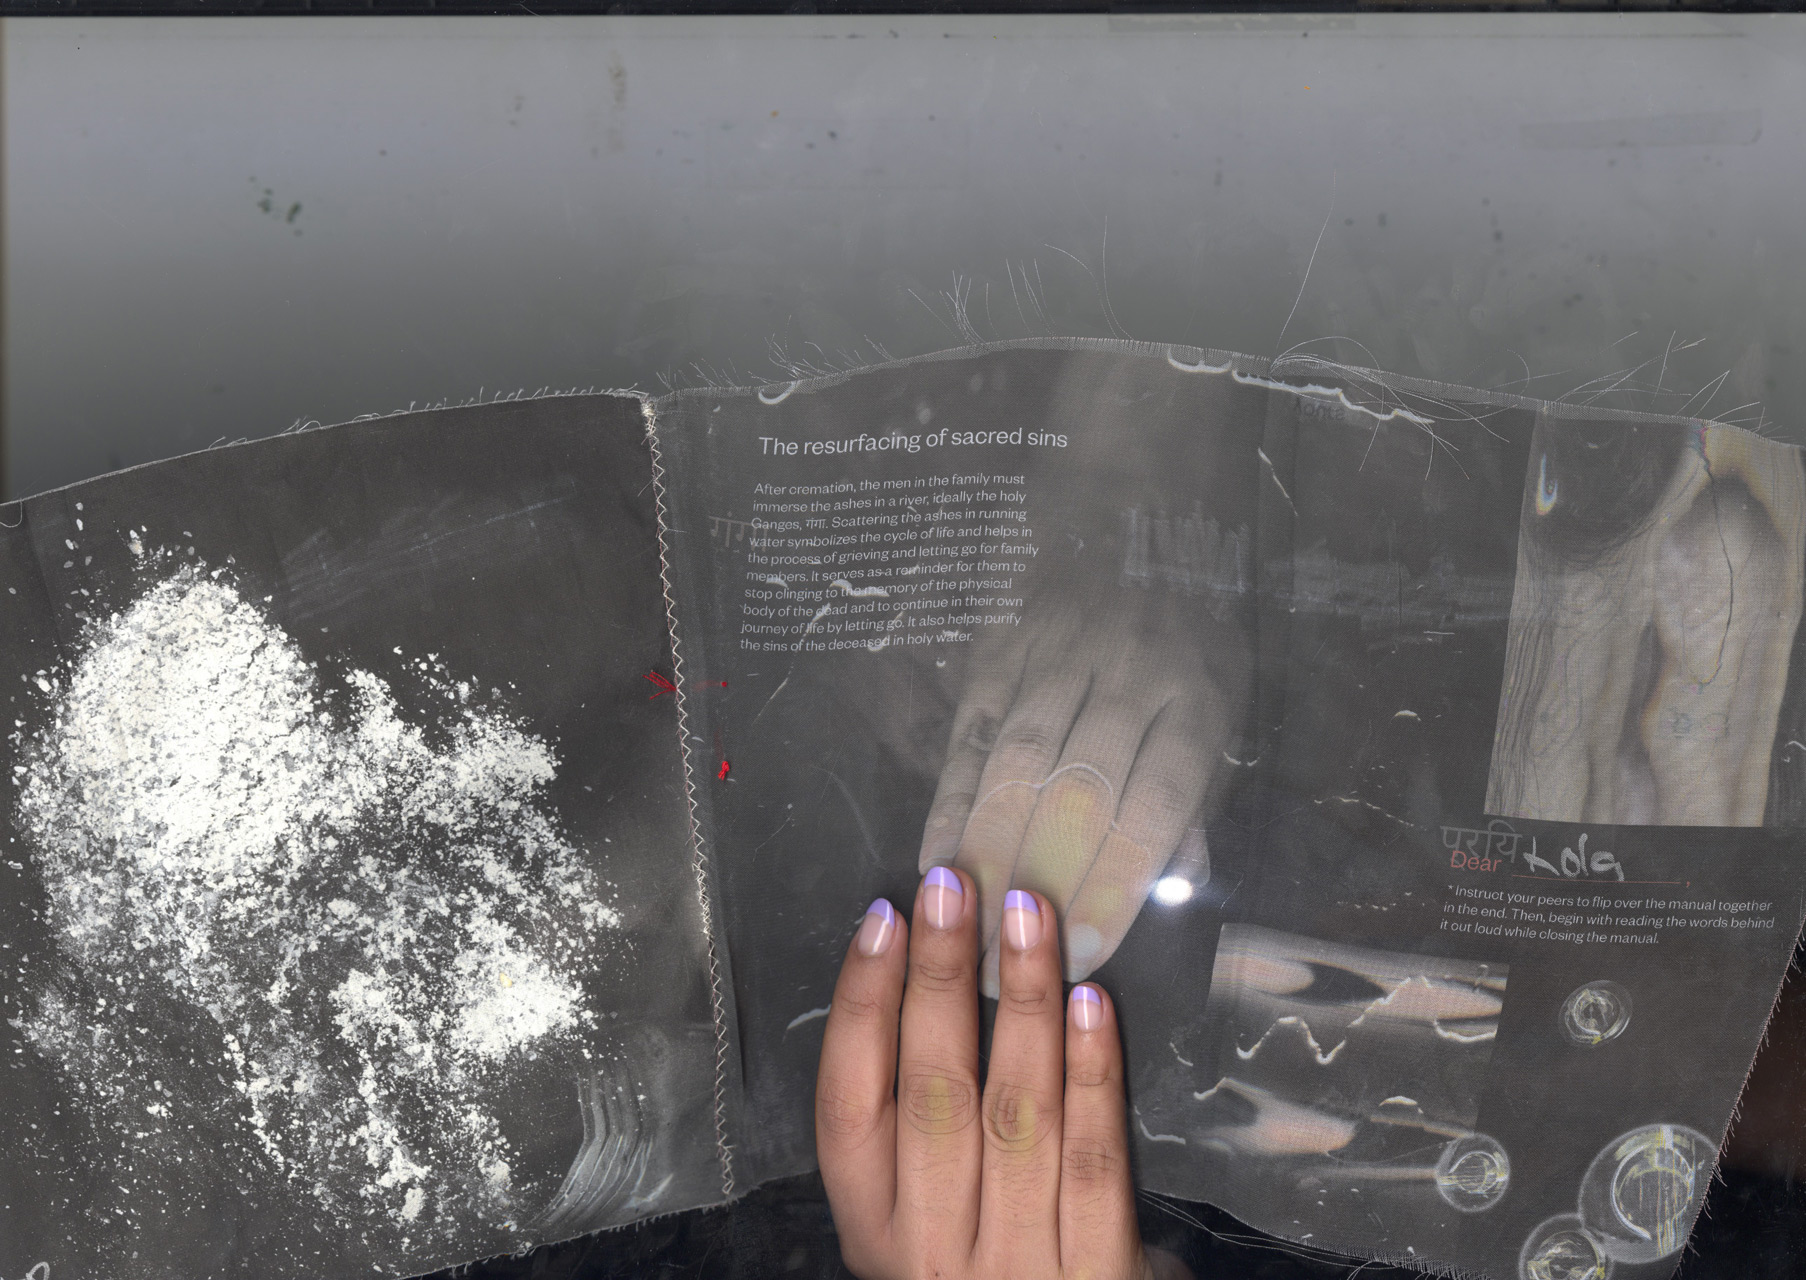 The resurfacing of sacred sins
After cremation, the men in the family must
immerse the ashes in a river, ideally the holy
Ganges, गंगा. Scattering the ashes in running
water symbolizes the cycle of life and helps in
the process of grieving and letting go for family
members. It serves as a reminder for them to
stop clinging to the memory of the physical
body of the dead and to continue in their own
journey of life by letting go. It also helps purify
the sins of the deceased in holy water.
गंगा
परयि
Dear
* Instruct your peers to flip over the manual together
in the end. Then, begin with reading the words behind
it out loud while closing the manual.